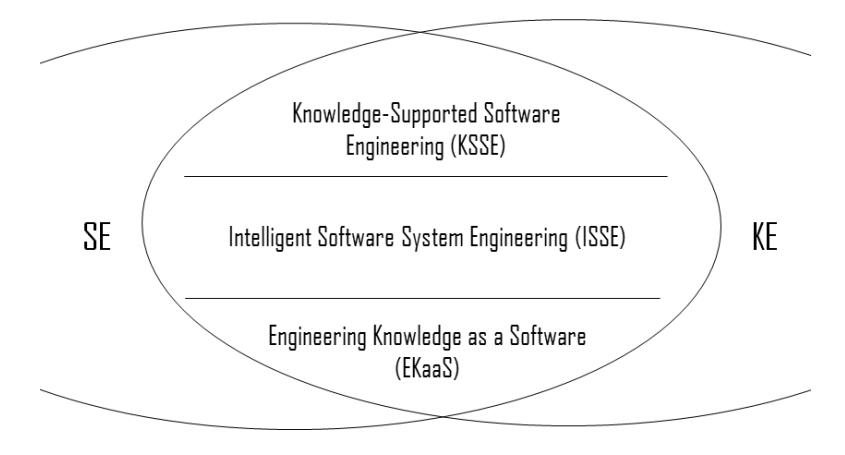 Knowledge-Supported Software
Engineering (KSSE)
SE
Intelligent Software System Engineering (ISSE)
KE
Engineering Knowledge as a Software
(EKaaS)